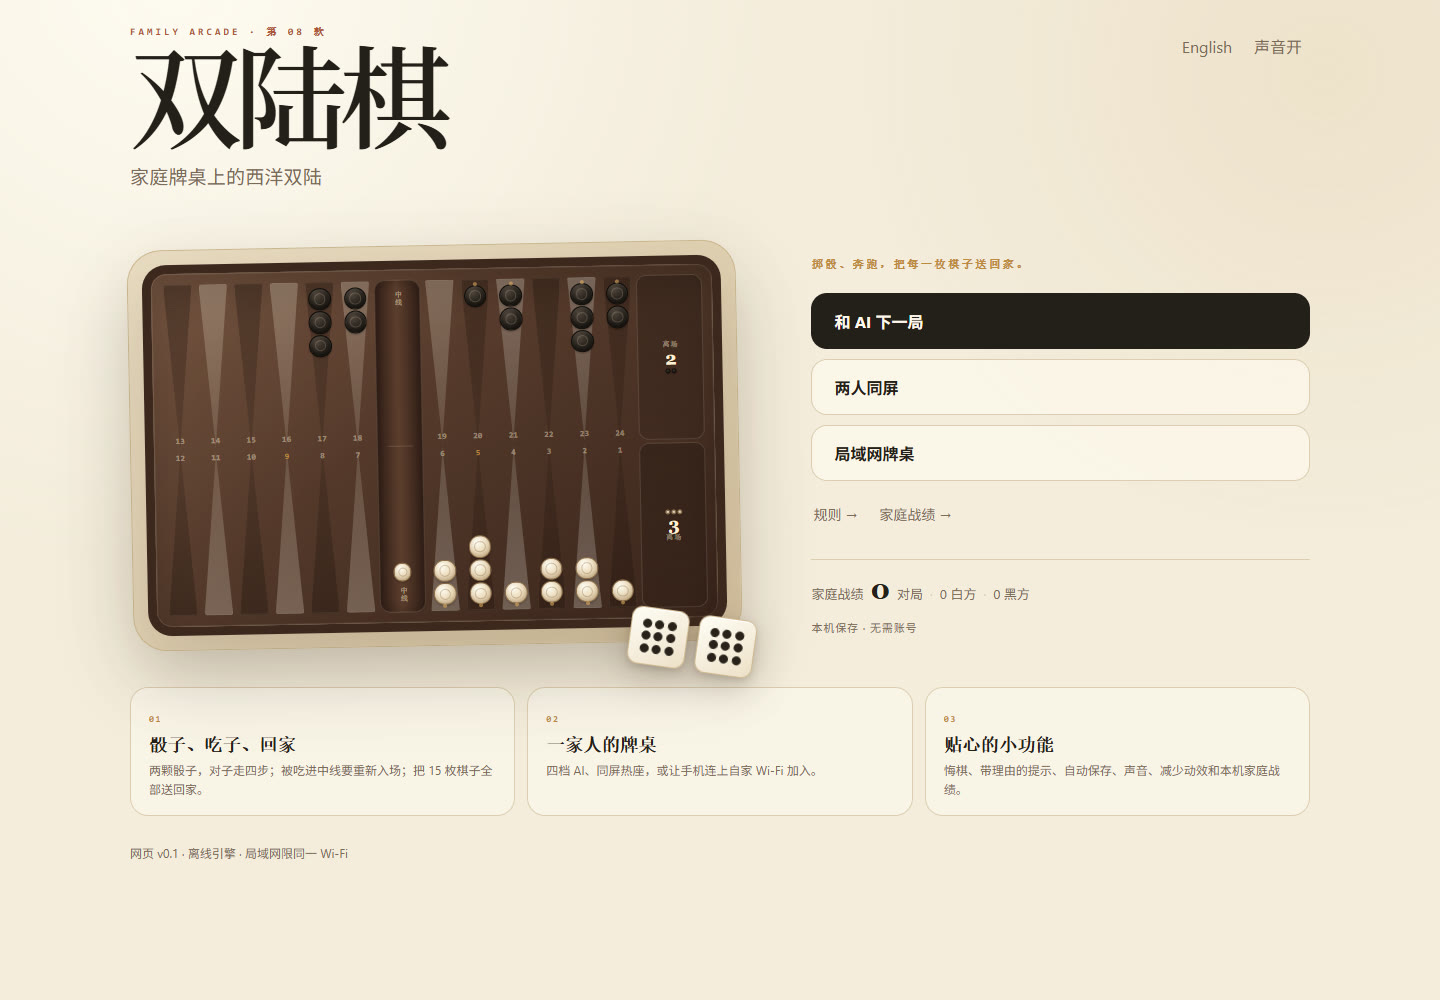 FAMILY ARCADE · 第 08 款
双陆棋
家庭牌桌上的西洋双陆
English 声音开
中线
离场
2
13 14 15 16 17 18 19 20 21 22 23 24
12 11 10 9 8 7 6 5 4 3 2 1
3
离场
中线
掷骰、奔跑，把每一枚棋子送回家。
和 AI 下一局
两人同屏
局域网牌桌
规则 → 家庭战绩 →
家庭战绩 0 对局 · 0 白方 · 0 黑方
本机保存 · 无需账号
01
骰子、吃子、回家
两颗骰子，对子走四步；被吃进中线要重新入场；把 15 枚棋子全
部送回家。
02
一家人的牌桌
四档 AI、同屏热座，或让手机连上自家 Wi-Fi 加入。
03
贴心的小功能
悔棋、带理由的提示、自动保存、声音、减少动效和本机家庭战
绩。
网页 v0.1 · 离线引擎 · 局域网限同一 Wi-Fi